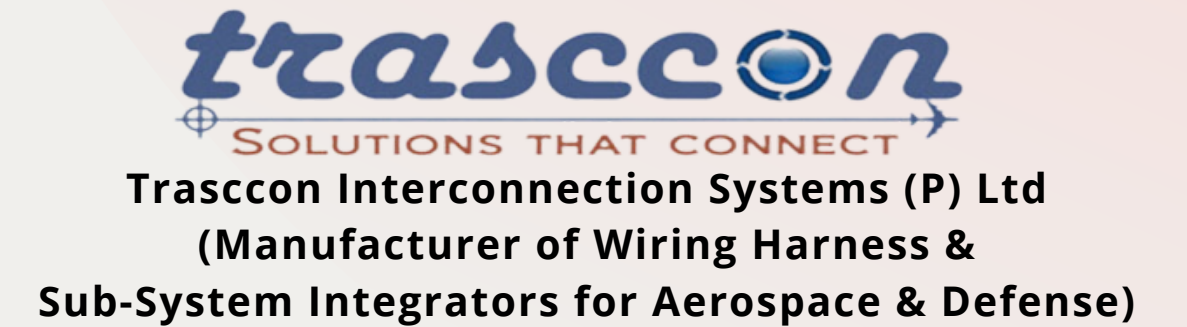 trasccon
SOLUTIONS THAT CONNECT
Trasccon Interconnection Systems (P) Ltd
(Manufacturer of Wiring Harness &
Sub-System Integrators for Aerospace & Defense)